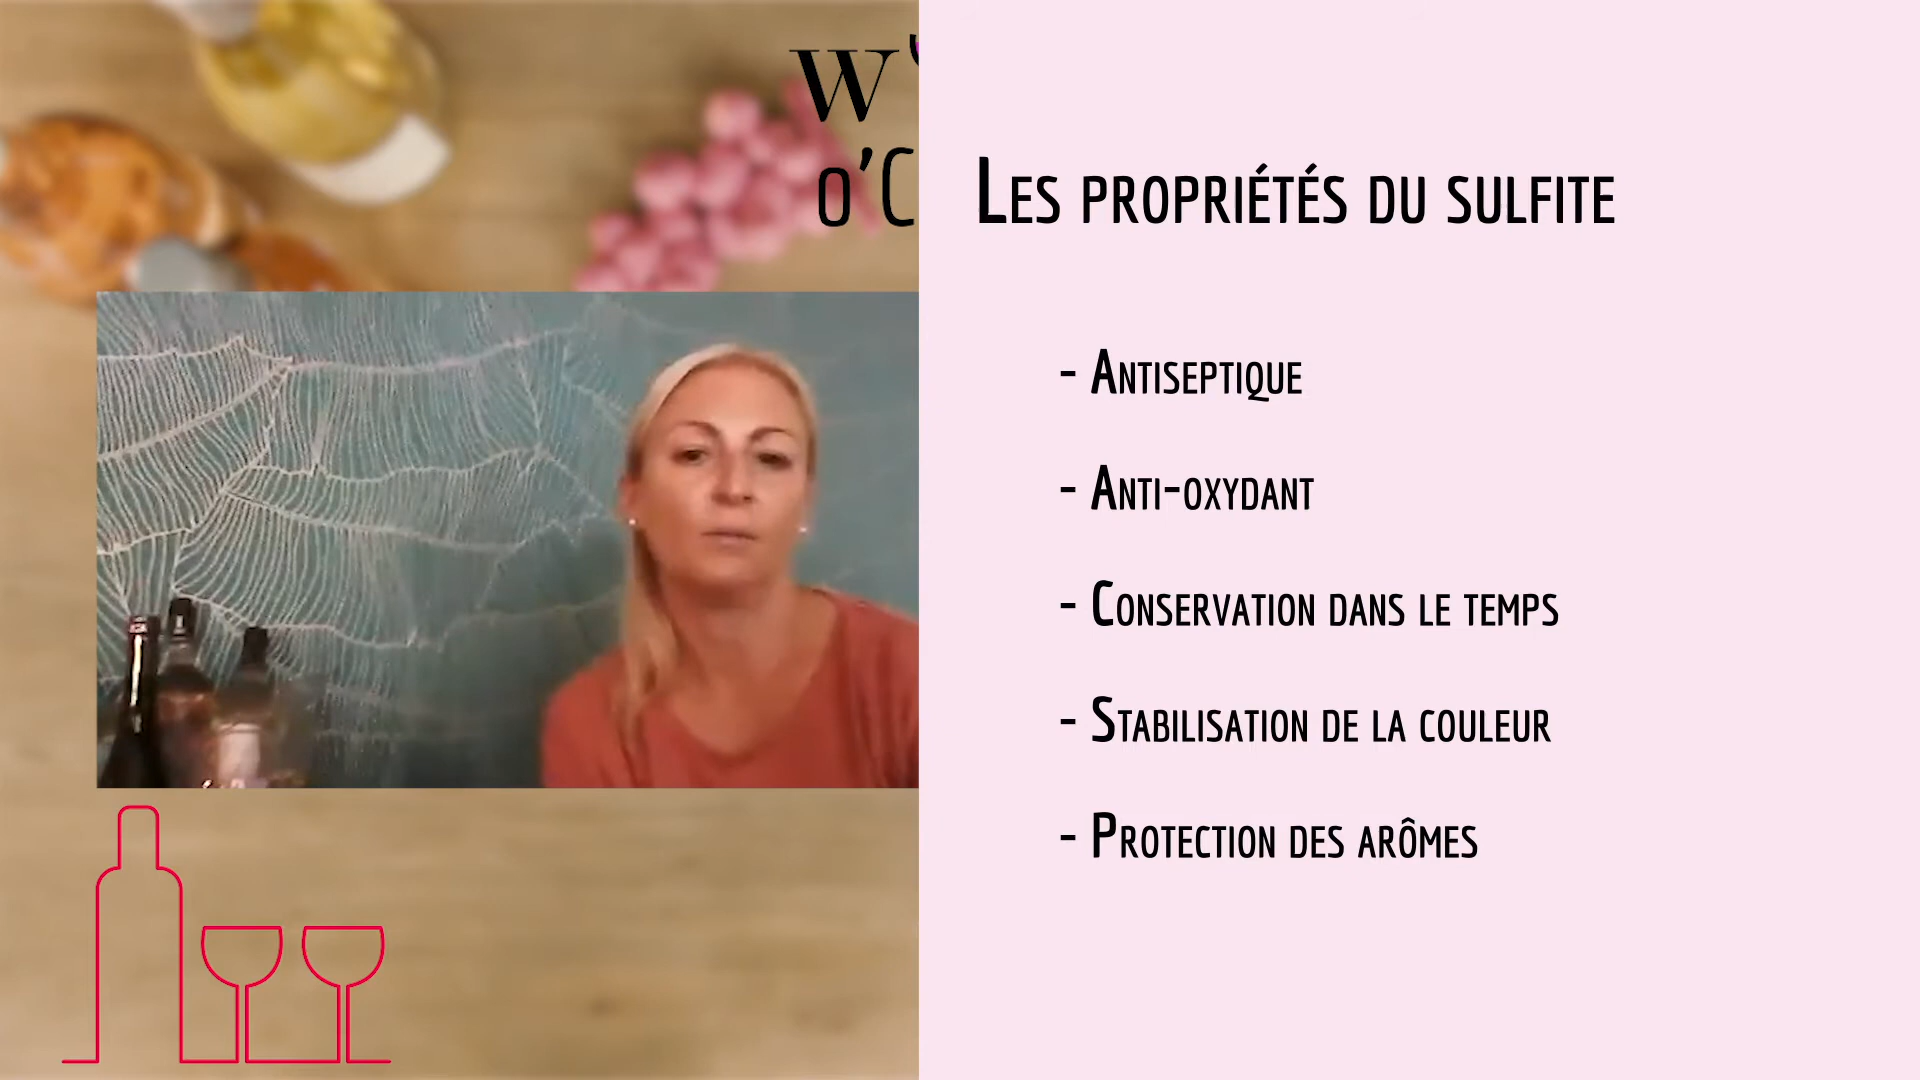 W
o'C
Les propriétés du sulfite
- Antiseptique
- Anti-oxydant
- Conservation dans le temps
- Stabilisation de la couleur
- Protection des arômes